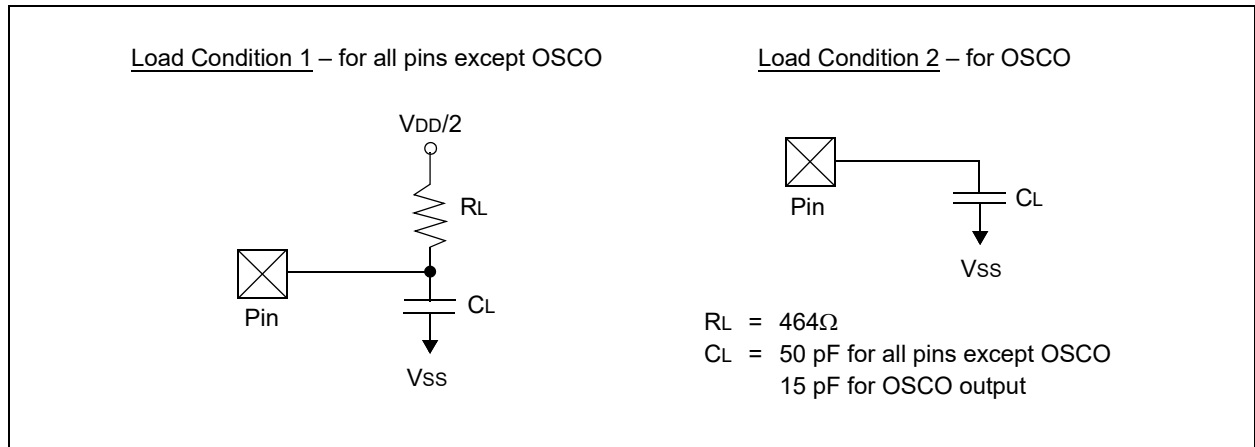 Load Condition 1 – for all pins except OSCO
VDD/2
RL
Pin
CL
VSS
Load Condition 2 – for OSCO
Pin
CL
VSS
RL = 464Ω
CL = 50 pF for all pins except OSCO
15 pF for OSCO output